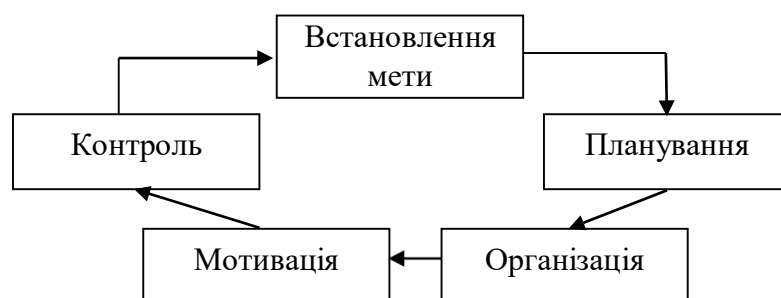 Встановлення
мети
Контроль
Планування
Мотивація
Організація